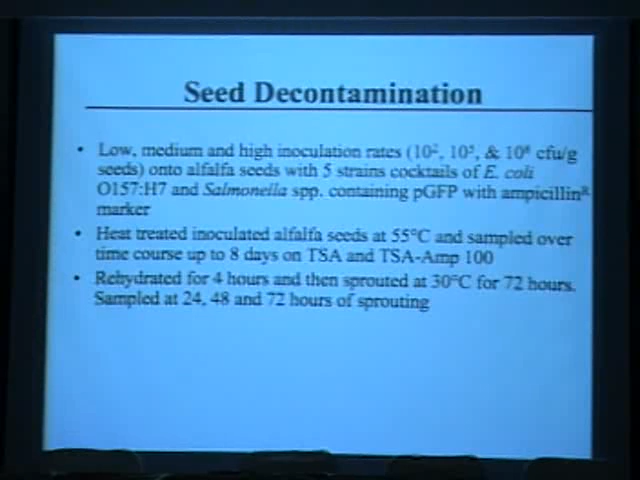 Seed Decontamination
• Low, medium and high inoculation rates (10², 10⁵, & 10⁸ cfu/g
seeds) onto alfalfa seeds with 5 strains cocktails of E. coli
O157:H7 and Salmonella spp. containing pGFP with ampicillinᴿ
marker
• Heat treated inoculated alfalfa seeds at 55°C and sampled over
time course up to 8 days on TSA and TSA-Amp 100
• Rehydrated for 4 hours and then sprouted at 30°C for 72 hours.
Sampled at 24, 48 and 72 hours of sprouting